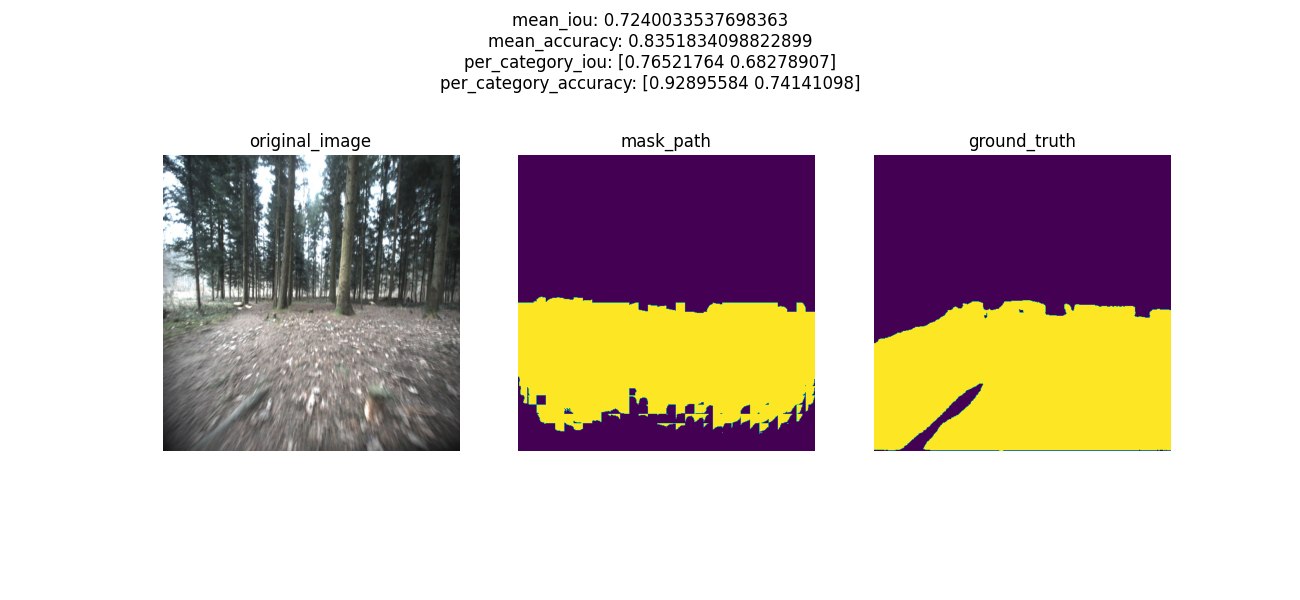 mean_iou: 0.7240033537698363
mean_accuracy: 0.8351834098822899
per_category_iou: [0.76521764 0.68278907]
per_category_accuracy: [0.92895584 0.74141098]
original_image
mask_path
ground_truth